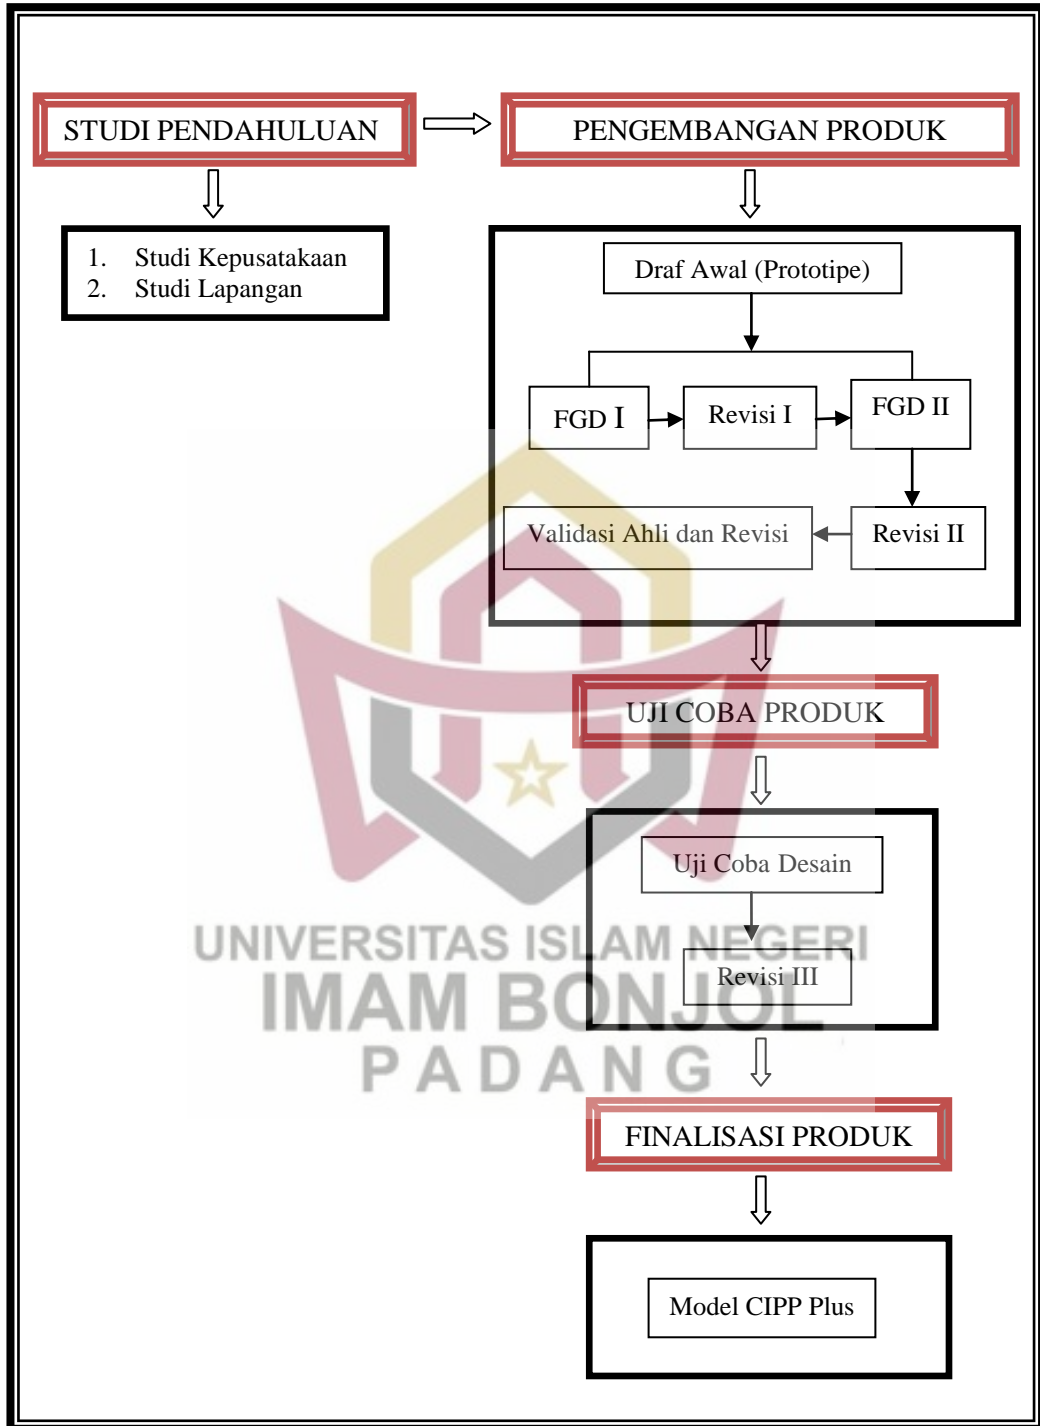 STUDI PENDAHULUAN
PENGEMBANGAN PRODUK
1. Studi Kepusatakaan
2. Studi Lapangan
Draf Awal (Prototipe)
FGD I
Revisi I
FGD II
Validasi Ahli dan Revisi
Revisi II
UJI COBA PRODUK
Uji Coba Desain
Revisi III
UNIVERSITAS ISLAM NEGERI
IMAM BONJOL
PADANG
FINALISASI PRODUK
Model CIPP Plus